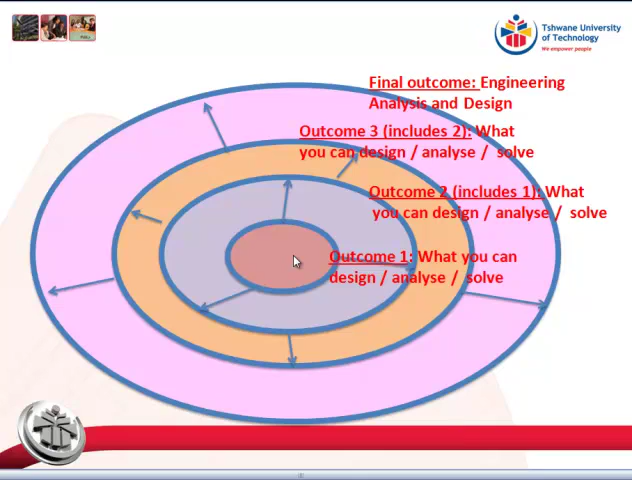 Tshwane University
of Technology
We empower people
Final outcome: Engineering
Analysis and Design
Outcome 3 (includes 2): What
you can design / analyse / solve
Outcome 2 (includes 1): What
you can design / analyse / solve
Outcome 1: What you can
design / analyse / solve